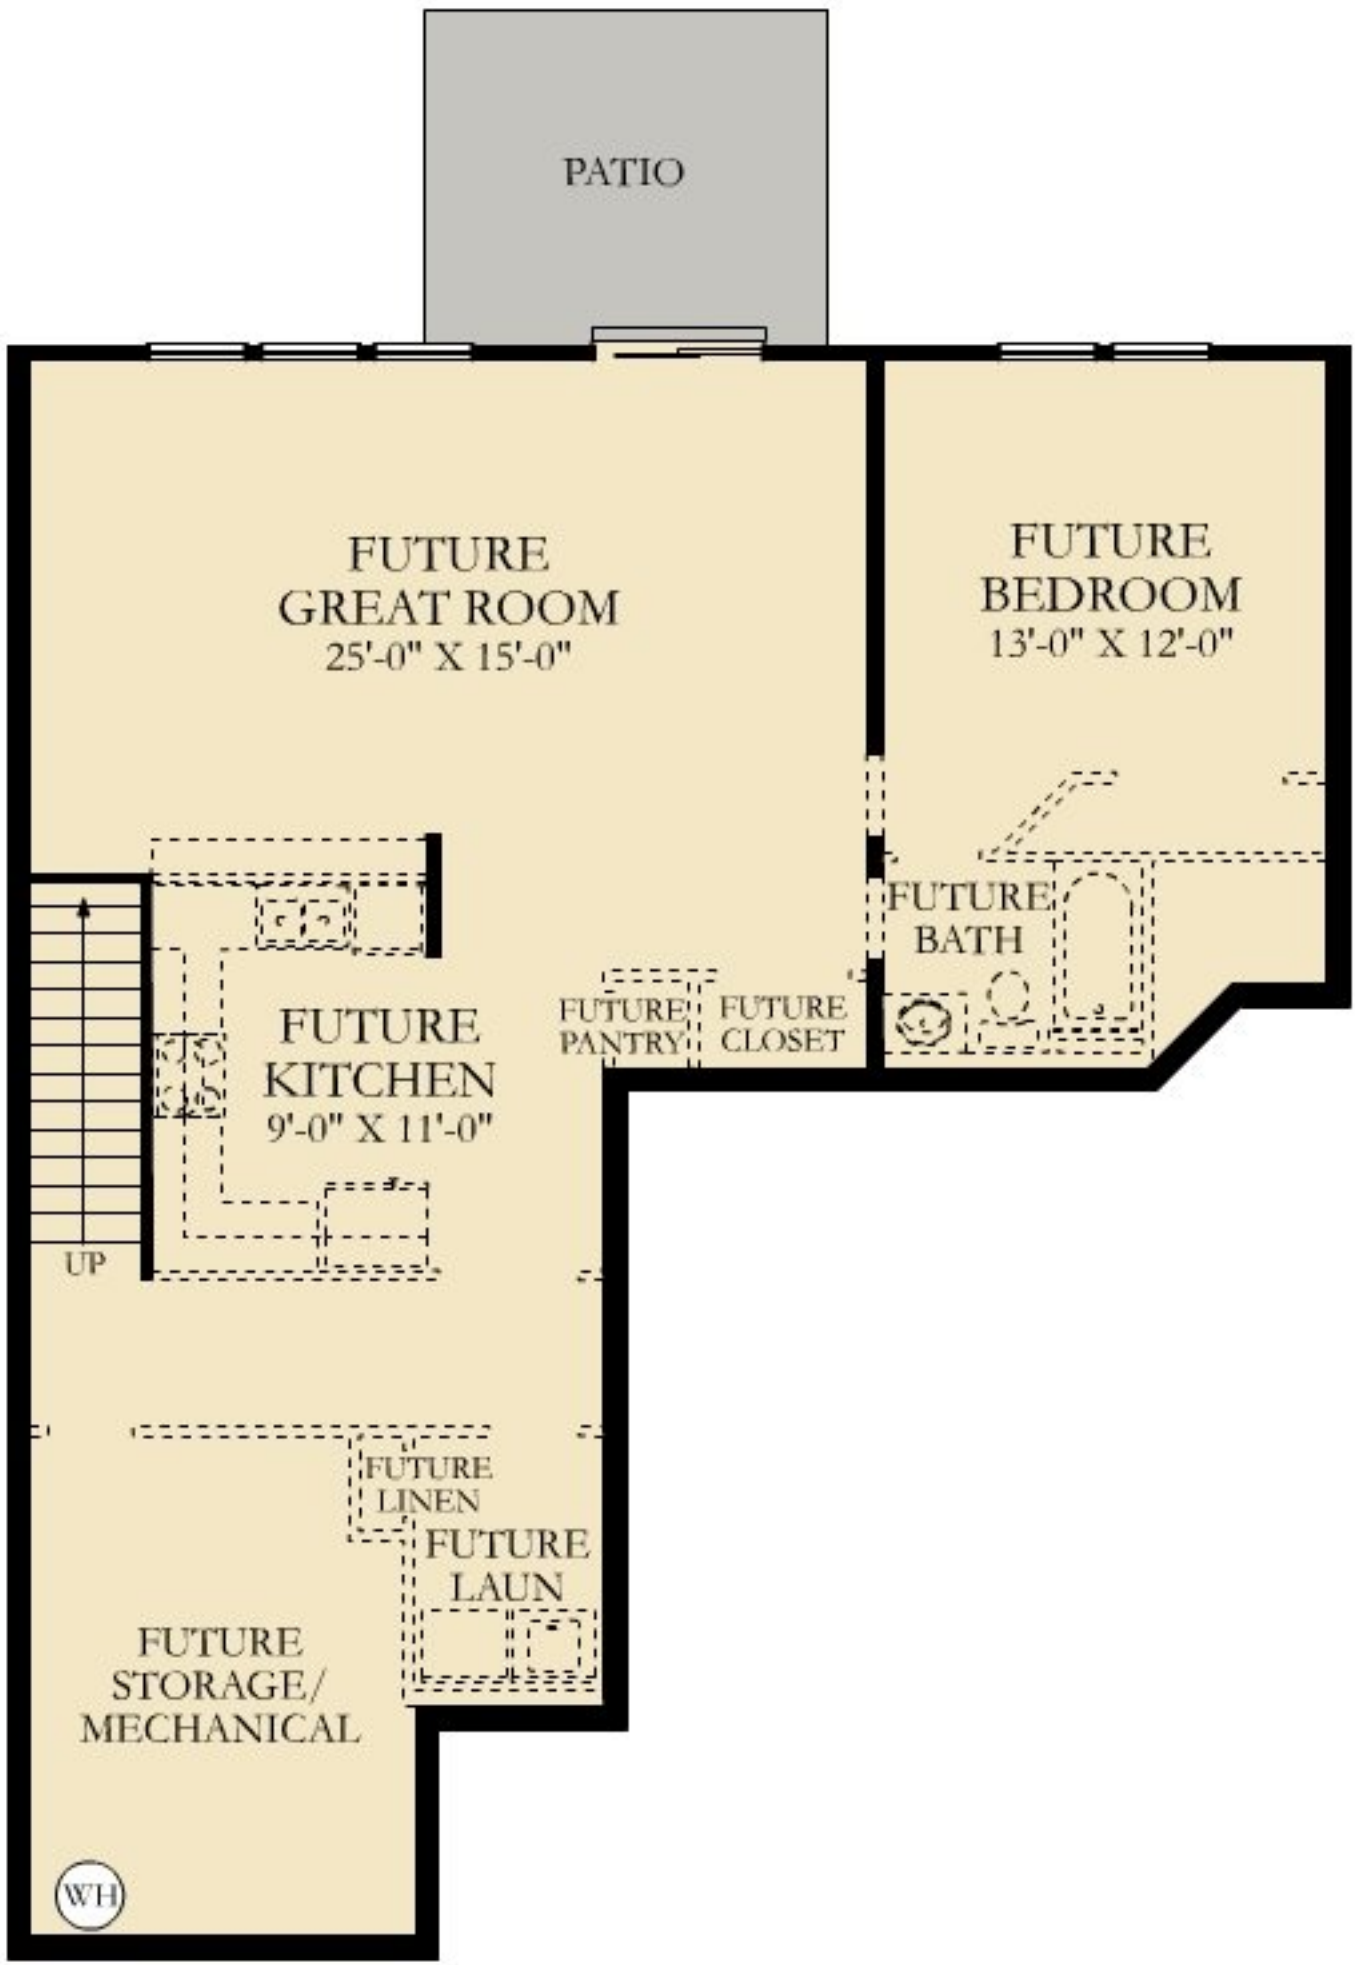 PATIO
FUTURE
GREAT ROOM
25'-0" X 15'-0"
FUTURE
BEDROOM
13'-0" X 12'-0"
FUTURE
BATH
FUTURE
PANTRY
FUTURE
CLOSET
FUTURE
KITCHEN
9'-0" X 11'-0"
UP
FUTURE
LINEN
FUTURE
LAUN
FUTURE
STORAGE/
MECHANICAL
WH